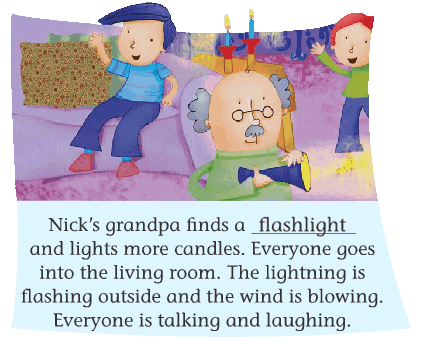 Nick's grandpa finds a flashlight
and lights more candles. Everyone goes
into the living room. The lightning is
flashing outside and the wind is blowing.
Everyone is talking and laughing.